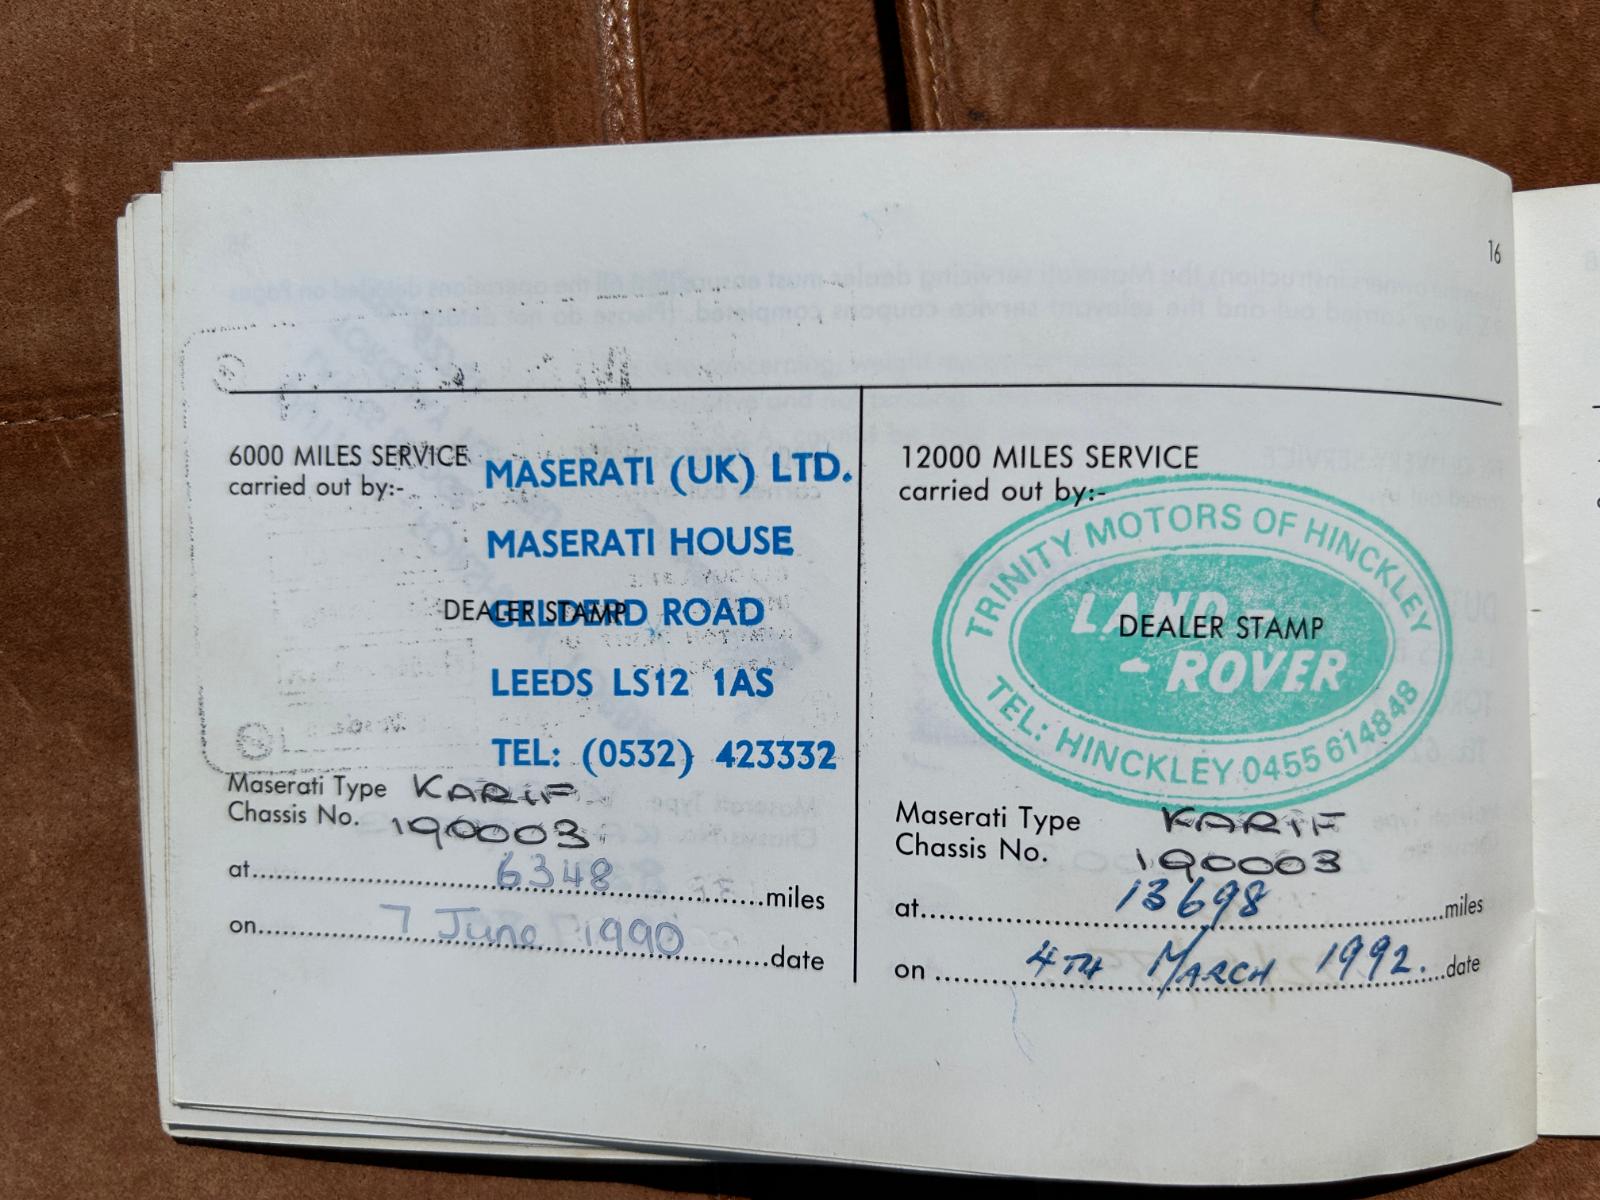 16
6000 MILES SERVICE
carried out by:-
MASERATI (UK) LTD.
MASERATI HOUSE
DEALER STAMP
GELDERD ROAD
LEEDS LS12 1AS
TEL: (0532) 423332
Maserati Type KARIF
Chassis No. 190003
at 6348 miles
on 7 June 1990 date
12000 MILES SERVICE
carried out by:-
TRINITY MOTORS OF HINCKLEY
LAND-
DEALER STAMP
-ROVER
TEL: HINCKLEY 0455 614848
Maserati Type KARIF
Chassis No. 190003
at 13698 miles
on 4TH MARCH 1992. date